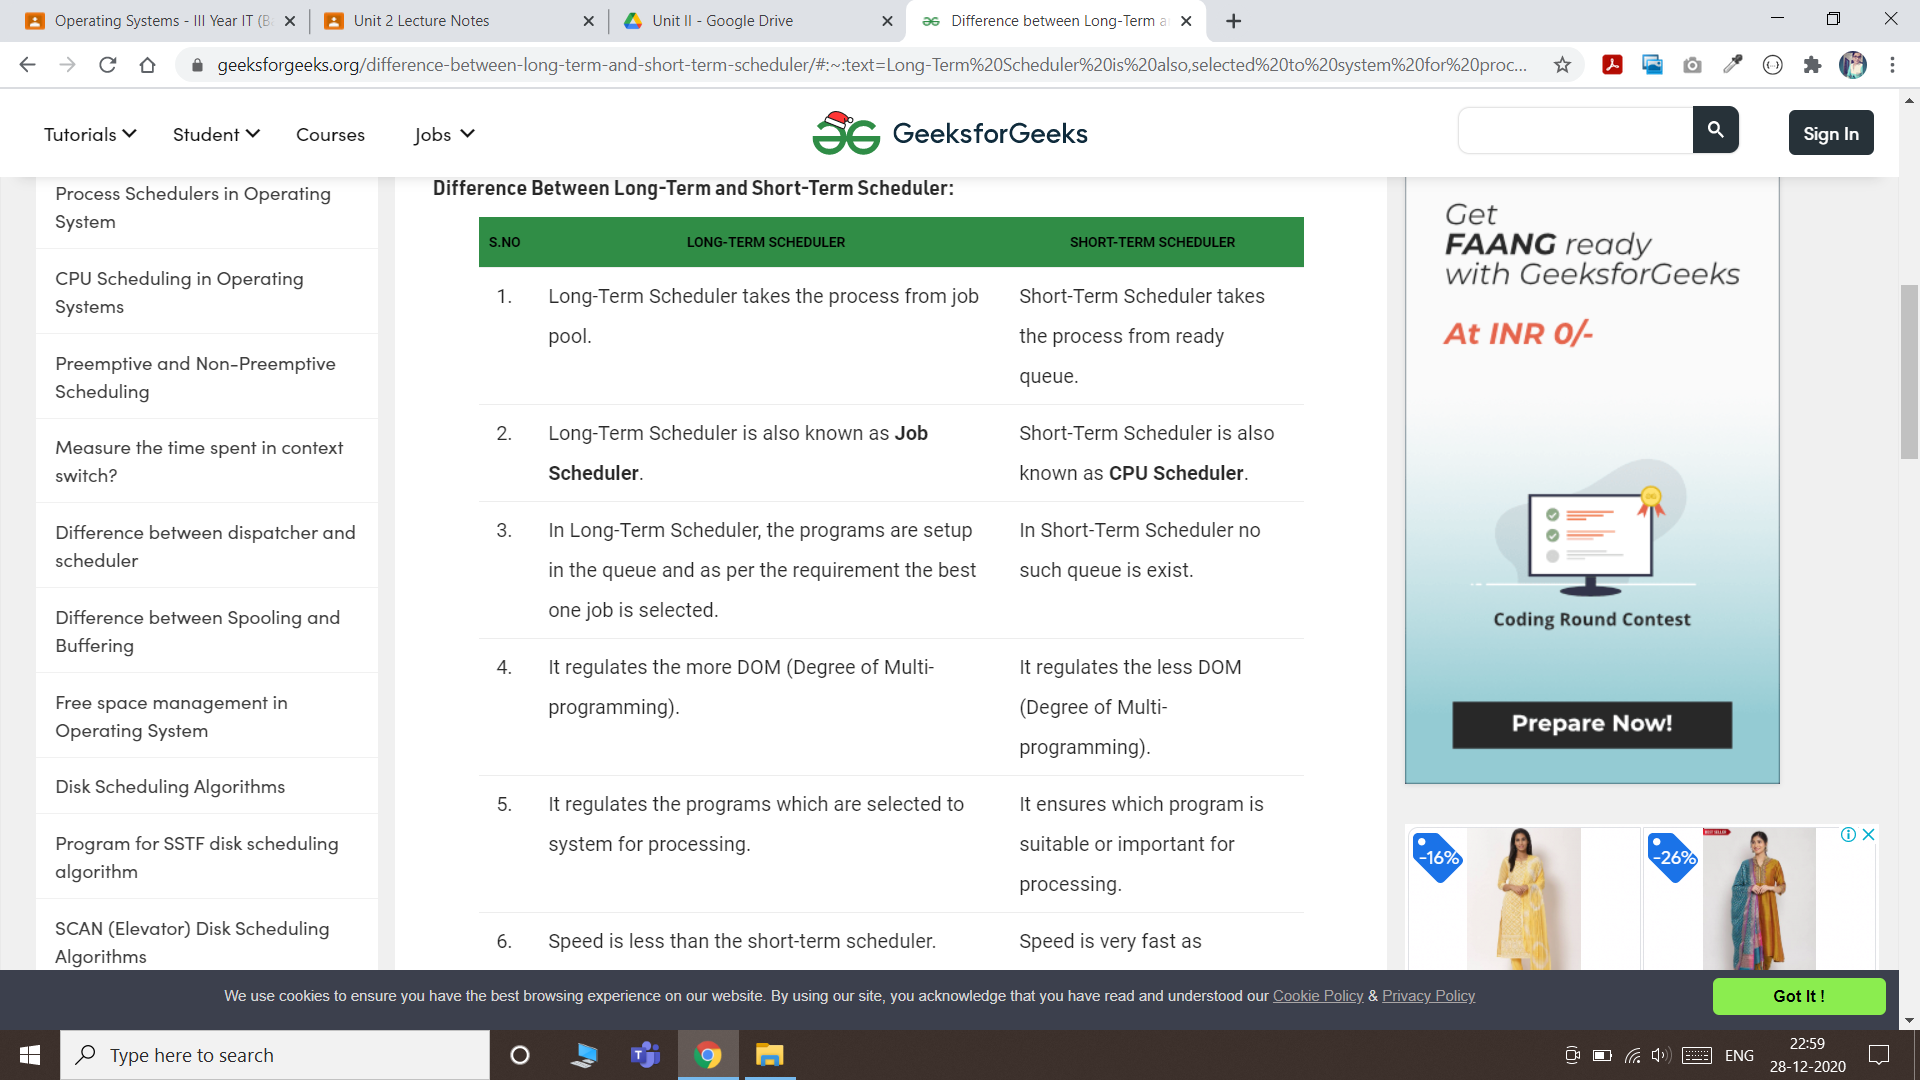 Operating Systems - III Year IT (B
Unit 2 Lecture Notes
Unit II - Google Drive
Difference between Long-Term a
geeksforgeeks.org/difference-between-long-term-and-short-term-scheduler/#:~:text=Long-Term%20Scheduler%20is%20also,selected%20to%20system%20for%20proc...
Tutorials
Student
Courses
Jobs
GeeksforGeeks
Sign In
Process Schedulers in Operating
System
CPU Scheduling in Operating
Systems
Preemptive and Non-Preemptive
Scheduling
Measure the time spent in context
switch?
Difference between dispatcher and
scheduler
Difference between Spooling and
Buffering
Free space management in
Operating System
Disk Scheduling Algorithms
Program for SSTF disk scheduling
algorithm
SCAN (Elevator) Disk Scheduling
Algorithms
Difference Between Long-Term and Short-Term Scheduler:
S.NO LONG-TERM SCHEDULER SHORT-TERM SCHEDULER
1. Long-Term Scheduler takes the process from job
pool.
Short-Term Scheduler takes
the process from ready
queue.
2. Long-Term Scheduler is also known as Job
Scheduler.
Short-Term Scheduler is also
known as CPU Scheduler.
3. In Long-Term Scheduler, the programs are setup
in the queue and as per the requirement the best
one job is selected.
In Short-Term Scheduler no
such queue is exist.
4. It regulates the more DOM (Degree of Multi-
programming).
It regulates the less DOM
(Degree of Multi-
programming).
5. It regulates the programs which are selected to
system for processing.
It ensures which program is
suitable or important for
processing.
6. Speed is less than the short-term scheduler.
Speed is very fast as
Get
FAANG ready
with GeeksforGeeks
At INR 0/-
Coding Round Contest
Prepare Now!
-16%
-26%
BEST SELLER
We use cookies to ensure you have the best browsing experience on our website. By using our site, you acknowledge that you have read and understood our Cookie Policy & Privacy Policy
Got It !
Type here to search
ENG
22:59
28-12-2020